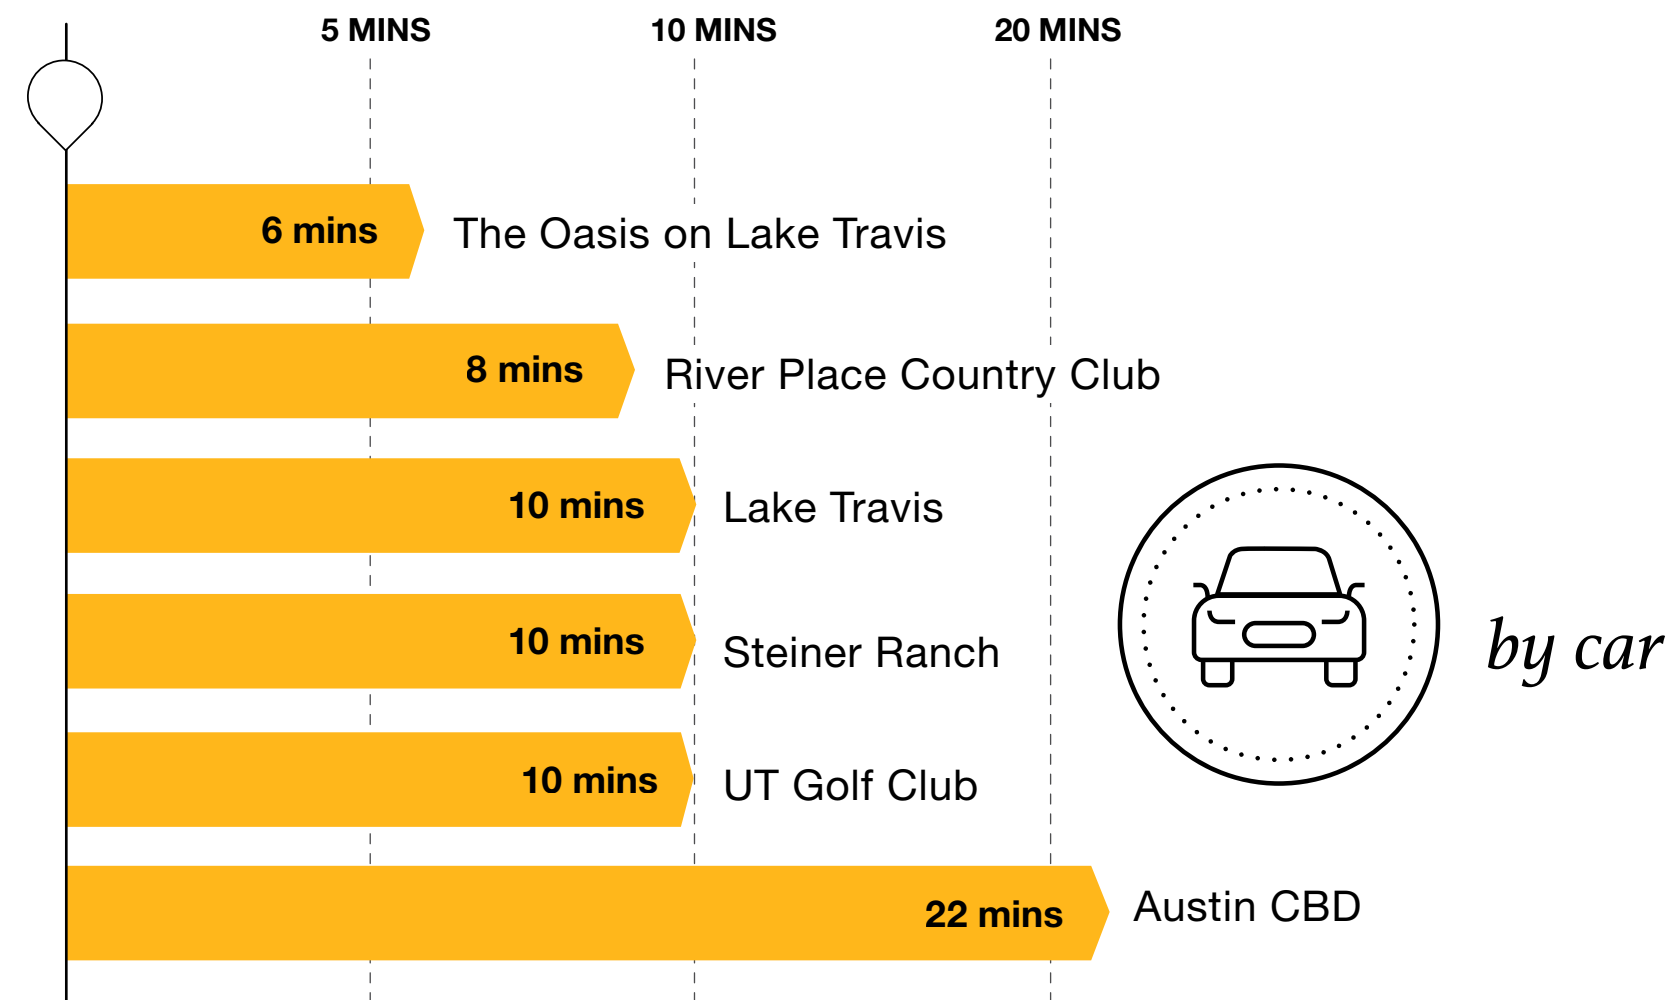 5 MINS 10 MINS 20 MINS
6 mins The Oasis on Lake Travis
8 mins River Place Country Club
10 mins Lake Travis
10 mins Steiner Ranch
by car
10 mins UT Golf Club
22 mins Austin CBD